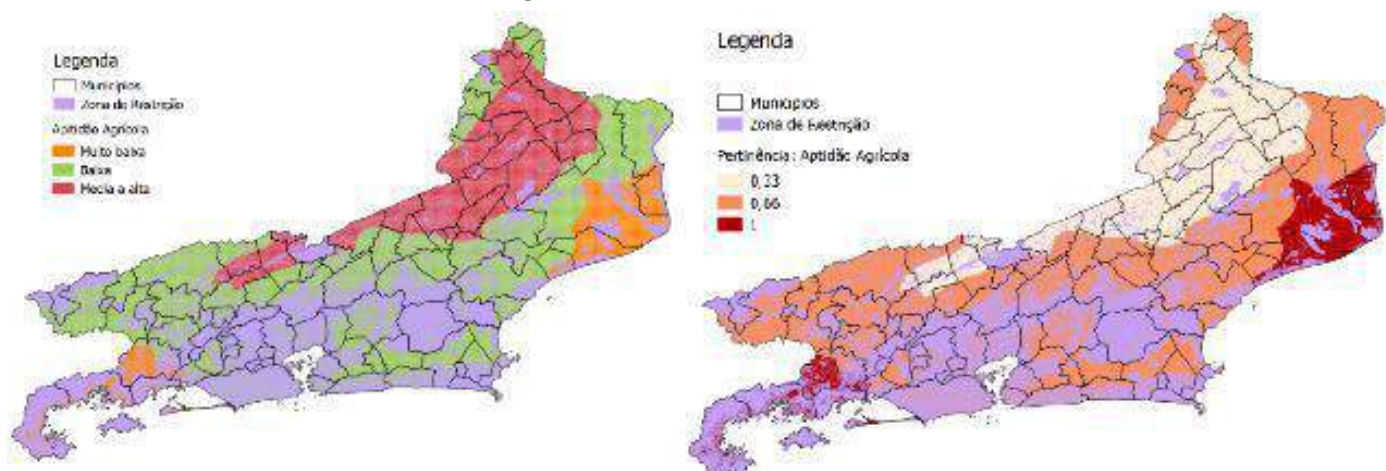 Legenda
Municípios
Zona de Restrição
Aptidão Agrícola
Muito baixa
Baixa
Media a alta
Legenda
Municípios
Zona de Restrição
Pertinência: Aptidão Agrícola
0,33
0,66
1